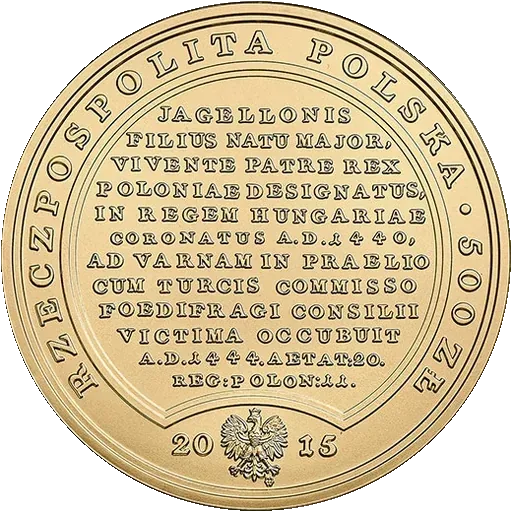 RZECZPOSPOLITA POLSKA · 500 ZŁ
JAGELLONIS
FILIUS NATU MAJOR,
VIVENTE PATRE REX
POLONIAE DESIGNATUS,
IN REGEM HUNGARIAE
CORONATUS A.D.1440,
AD VARNAM IN PRAELIO
CUM TURCIS COMMISSO
FOEDIFRAGI CONSILII
VICTIMA OCCUBUIT
A.D.1444.AETAT:20.
REG:POLON:11.
2015